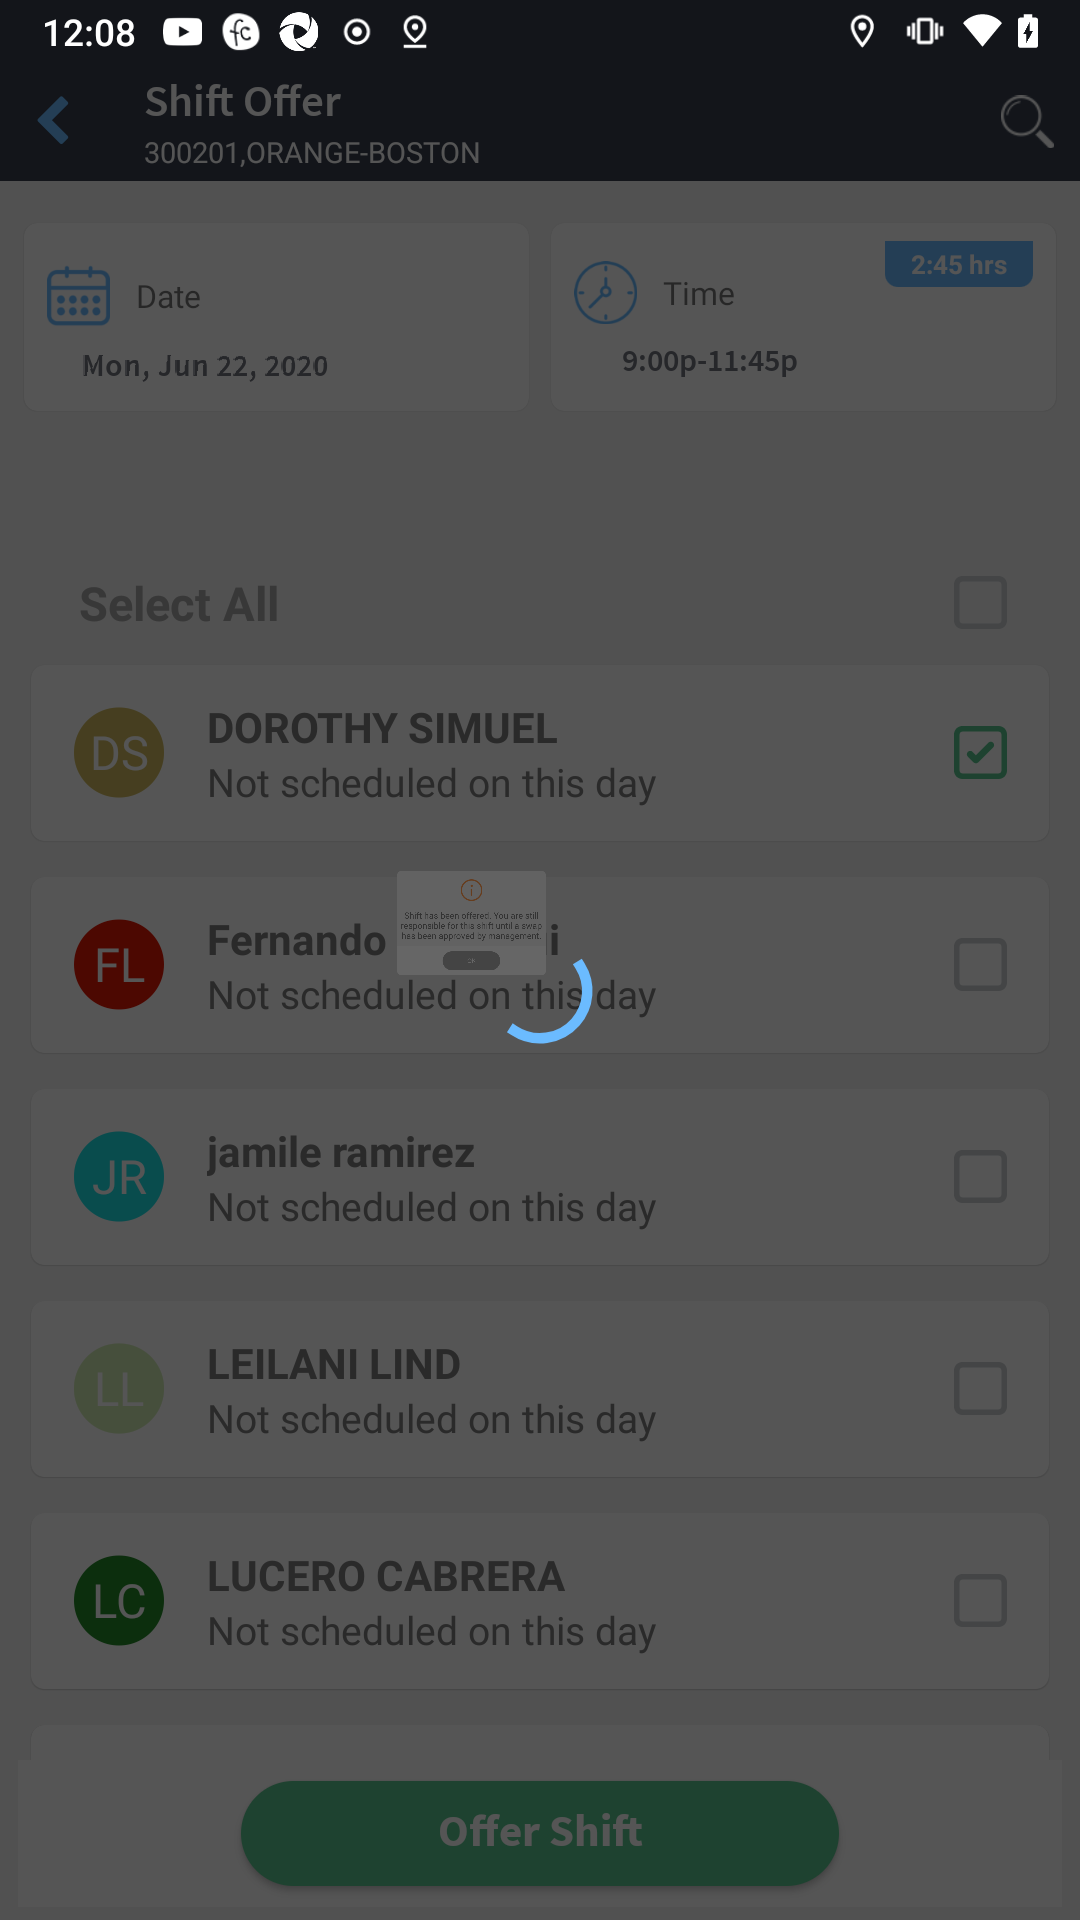 12:08
Shift Offer
300201,ORANGE-BOSTON
Date
Mon, Jun 22, 2020
Time
2:45 hrs
9:00p-11:45p
Select All
DS
DOROTHY SIMUEL
Not scheduled on this day
FL
Fernando
Not scheduled on this day
Shift has been offered. You are still
responsible for this shift until a swap
has been approved by management.
OK
JR
jamile ramirez
Not scheduled on this day
LL
LEILANI LIND
Not scheduled on this day
LC
LUCERO CABRERA
Not scheduled on this day
Offer Shift